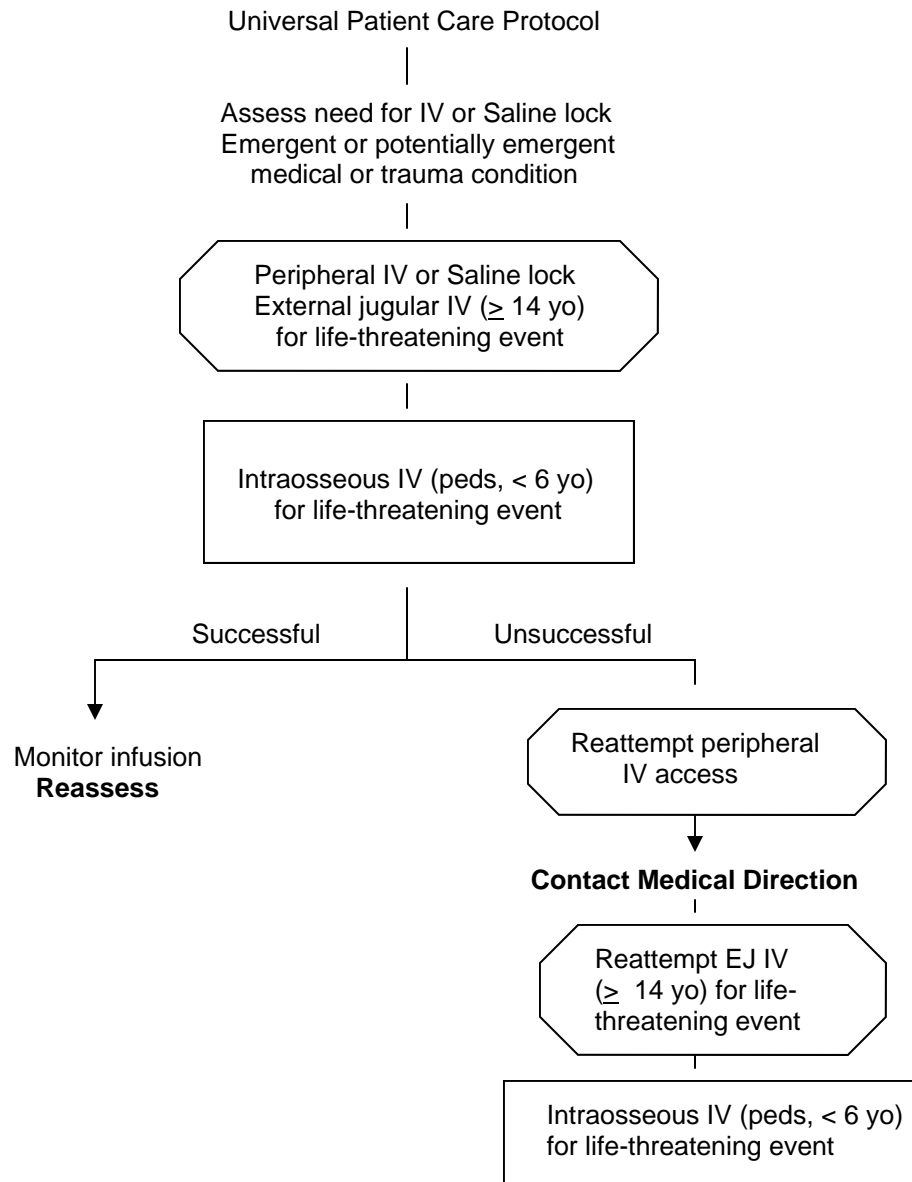 Universal Patient Care Protocol
Assess need for IV or Saline lock
Emergent or potentially emergent
medical or trauma condition
Peripheral IV or Saline lock
External jugular IV (≥ 14 yo)
for life-threatening event
Intraosseous IV (peds, < 6 yo)
for life-threatening event
Successful
Unsuccessful
Monitor infusion
Reassess
Reattempt peripheral
IV access
Contact Medical Direction
Reattempt EJ IV
(≥ 14 yo) for life-
threatening event
Intraosseous IV (peds, < 6 yo)
for life-threatening event